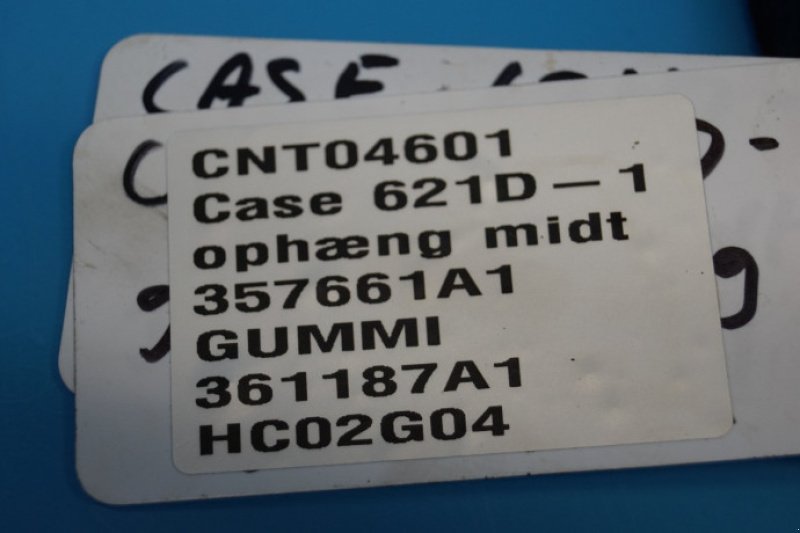 CASE
CNT04601
Case 621D – 1
ophæng midt
357661A1
GUMMI
361187A1
HC02G04